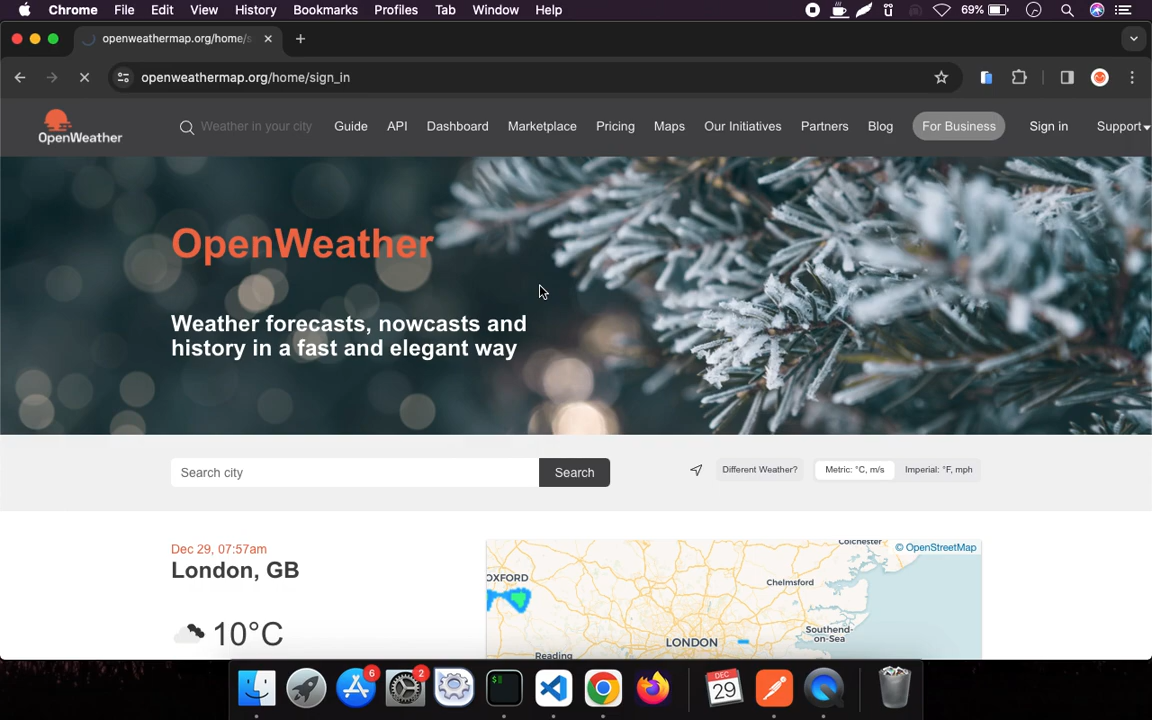 Chrome File Edit View History Bookmarks Profiles Tab Window Help 69%
openweathermap.org/home/s
openweathermap.org/home/sign_in
OpenWeather
Weather in your city Guide API Dashboard Marketplace Pricing Maps Our Initiatives Partners Blog For Business Sign in Support
OpenWeather
Weather forecasts, nowcasts and
history in a fast and elegant way
Search city Search Different Weather? Metric: °C, m/s Imperial: °F, mph
Dec 29, 07:57am
London, GB
10°C
Colchester © OpenStreetMap
OXFORD
Chelmsford
Southend-
on-Sea
LONDON
Reading
6 2 DEC
29